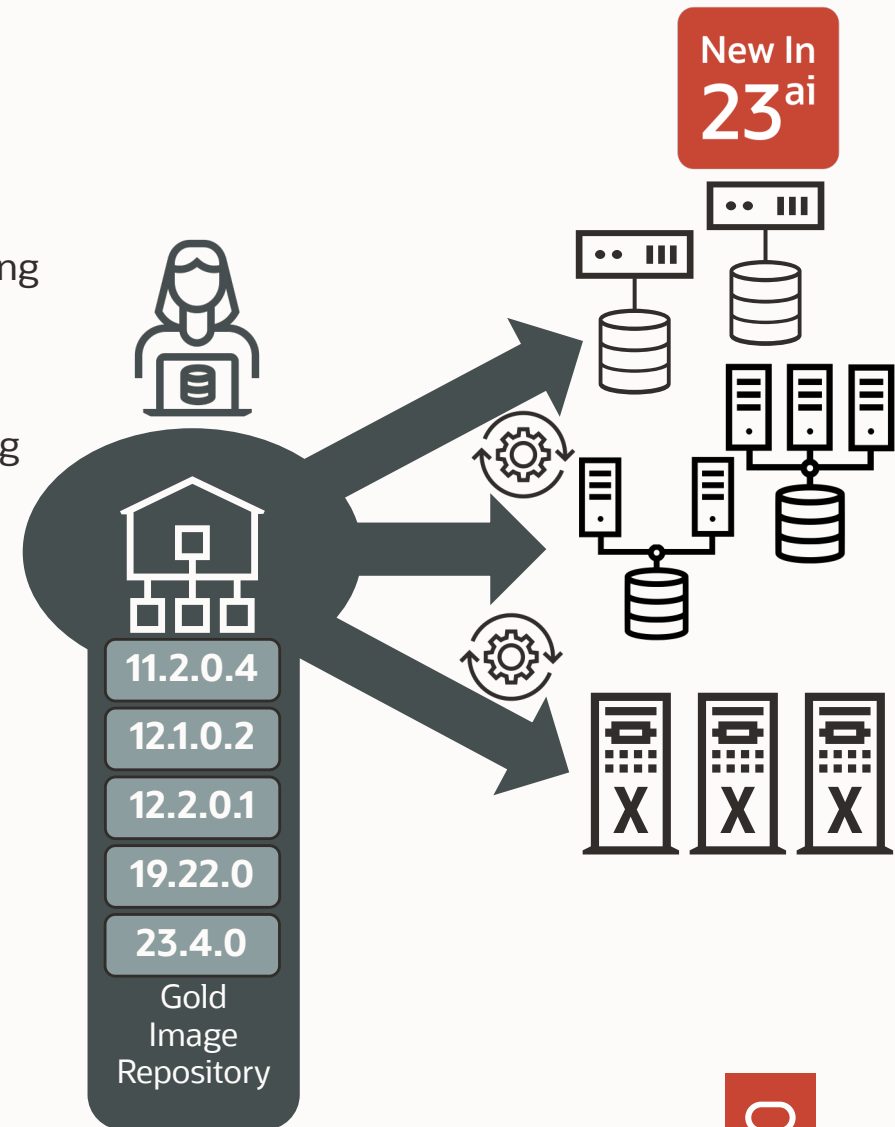 New In
23ai
ng
g
11.2.0.4
12.1.0.2
12.2.0.1
19.22.0
23.4.0
Gold
Image
Repository
X X X